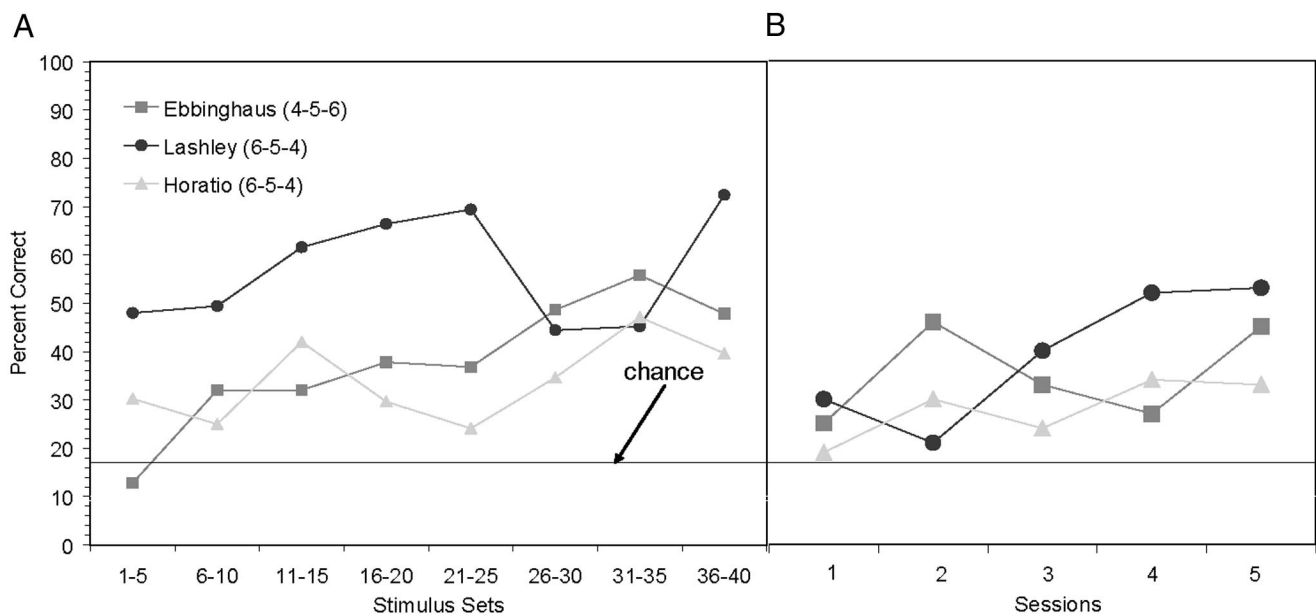 A
B
Percent Correct
100
90
80
70
60
50
40
30
20
10
0
Ebbinghaus (4-5-6)
Lashley (6-5-4)
Horatio (6-5-4)
chance
1-5 6-10 11-15 16-20 21-25 26-30 31-35 36-40
Stimulus Sets
1 2 3 4 5
Sessions